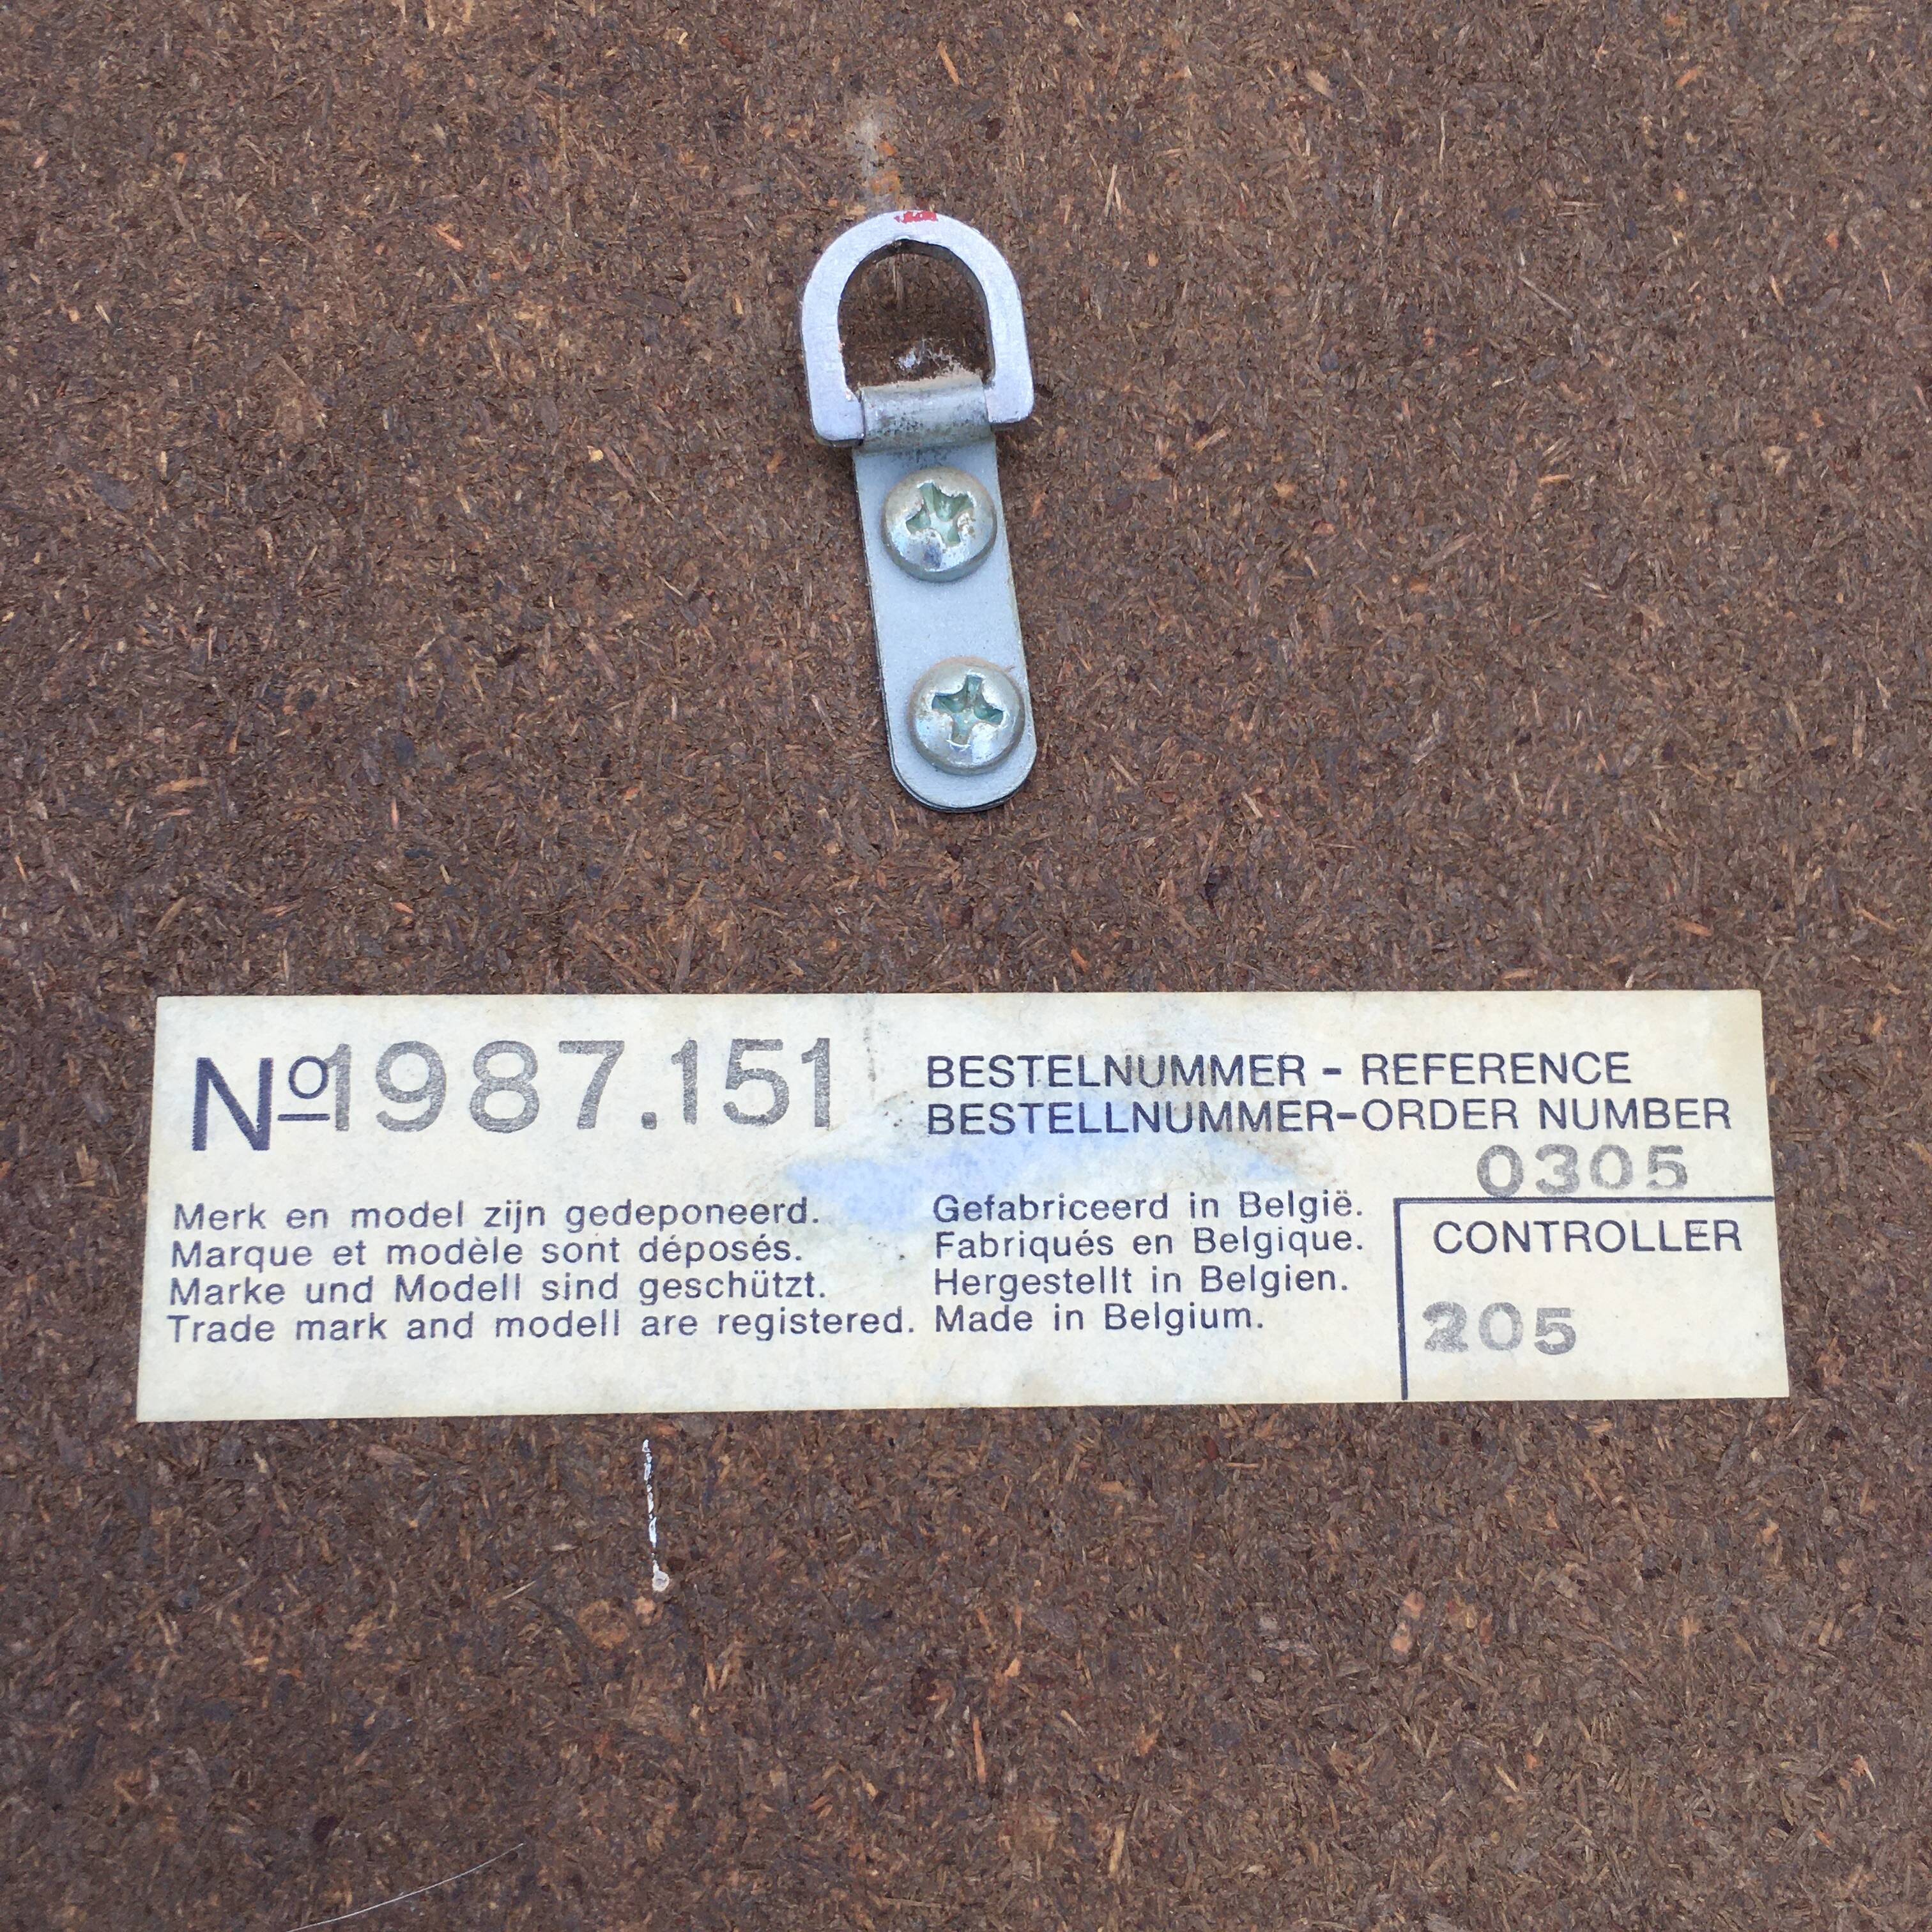 Nº 1987.151
BESTELNUMMER - REFERENCE
BESTELLNUMMER-ORDER NUMBER
0305
Merk en model zijn gedeponeerd.
Marque et modèle sont déposés.
Marke und Modell sind geschützt.
Trade mark and modell are registered.
Gefabriceerd in België.
Fabriqués en Belgique.
Hergestellt in Belgien.
Made in Belgium.
CONTROLLER
205